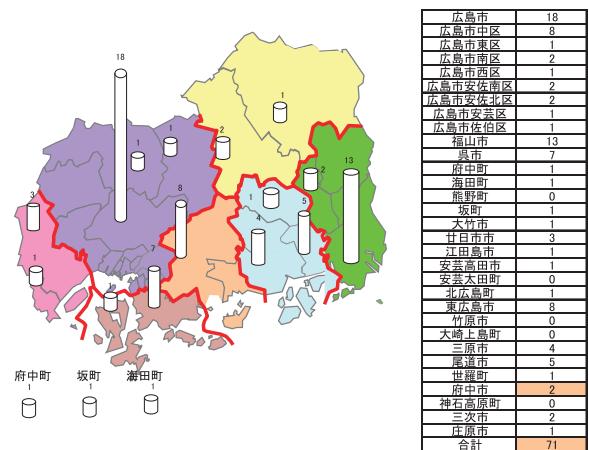 18
1
2
1
1
13
2
3
8
1
5
4
7
1
1
府中町 坂町 海田町
1 1 1
広島市 18
広島市中区 8
広島市東区 1
広島市南区 2
広島市西区 1
広島市安佐南区 2
広島市安佐北区 2
広島市安芸区 1
広島市佐伯区 1
福山市 13
呉市 7
府中町 1
海田町 1
熊野町 0
坂町 1
大竹市 1
廿日市市 3
江田島市 1
安芸高田市 1
安芸太田町 0
北広島町 1
東広島市 8
竹原市 0
大崎上島町 0
三原市 4
尾道市 5
世羅町 1
府中市 2
神石高原町 0
三次市 2
庄原市 1
合計 71